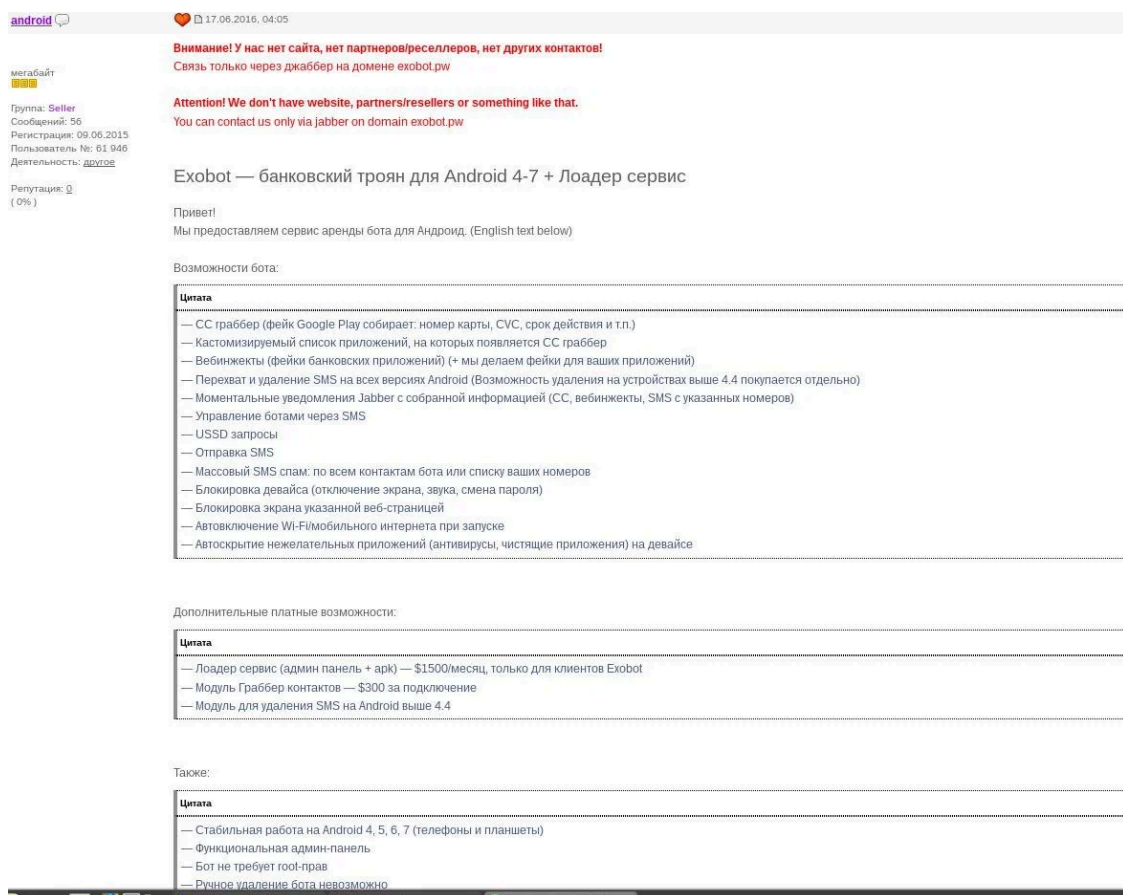 android
17.06.2016, 04:05
мегабайт
Группа: Seller
Сообщений: 56
Регистрация: 09.06.2015
Пользователь №: 61 946
Деятельность: другое
Репутация: 0
( 0% )
Внимание! У нас нет сайта, нет партнеров/реселлеров, нет других контактов!
Связь только через джаббер на домене exobot.pw
Attention! We don't have website, partners/resellers or something like that.
You can contact us only via jabber on domain exobot.pw
Exobot — банковский троян для Android 4-7 + Лоадер сервис
Привет!
Мы предоставляем сервис аренды бота для Андроид. (English text below)
Возможности бота:
Цитата
— СС граббер (фейк Google Play собирает: номер карты, CVC, срок действия и т.п.)
— Кастомизируемый список приложений, на которых появляется СС граббер
— Вебинжекты (фейки банковских приложений) (+ мы делаем фейки для ваших приложений)
— Перехват и удаление SMS на всех версиях Android (Возможность удаления на устройствах выше 4.4 покупается отдельно)
— Моментальные уведомления Jabber с собранной информацией (СС, вебинжекты, SMS с указанных номеров)
— Управление ботами через SMS
— USSD запросы
— Отправка SMS
— Массовый SMS спам: по всем контактам бота или списку ваших номеров
— Блокировка девайса (отключение экрана, звука, смена пароля)
— Блокировка экрана указанной веб-страницей
— Автовключение Wi-Fi/мобильного интернета при запуске
— Автоскрытие нежелательных приложений (антивирусы, чистящие приложения) на девайсе
Дополнительные платные возможности:
Цитата
— Лоадер сервис (админ панель + apk) — $1500/месяц, только для клиентов Exobot
— Модуль Граббер контактов — $300 за подключение
— Модуль для удаления SMS на Android выше 4.4
Также:
Цитата
— Стабильная работа на Android 4, 5, 6, 7 (телефоны и планшеты)
— Функциональная админ-панель
— Бот не требует root-прав
— Ручное удаление бота невозможно